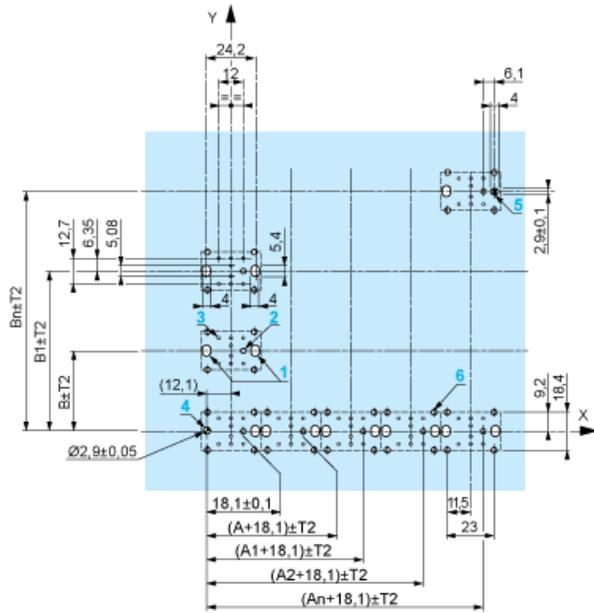 Y
24,2
12
= =
6,1
4
5
2,9±0,1
12,7
6,35
5,08
5,4
4 4
Bn±T2
B1±T2
B±T2
3 2
1
(12,1)
4
6
9,2
18,4
X
Ø2,9±0,05
18,1±0,1
11,5
23
(A+18,1)±T2
(A1+18,1)±T2
(A2+18,1)±T2
(An+18,1)±T2